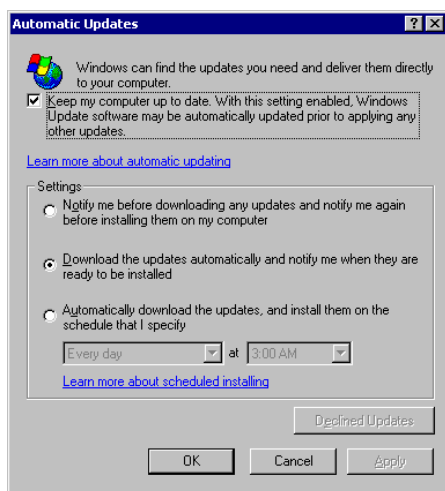 Automatic Updates
Windows can find the updates you need and deliver them directly
to your computer.
Keep my computer up to date. With this setting enabled, Windows
Update software may be automatically updated prior to applying any
other updates.
Learn more about automatic updating
Settings
Notify me before downloading any updates and notify me again
before installing them on my computer
Download the updates automatically and notify me when they are
ready to be installed
Automatically download the updates, and install them on the
schedule that I specify
Every day at 3:00 AM
Learn more about scheduled installing
Declined Updates
OK Cancel Apply